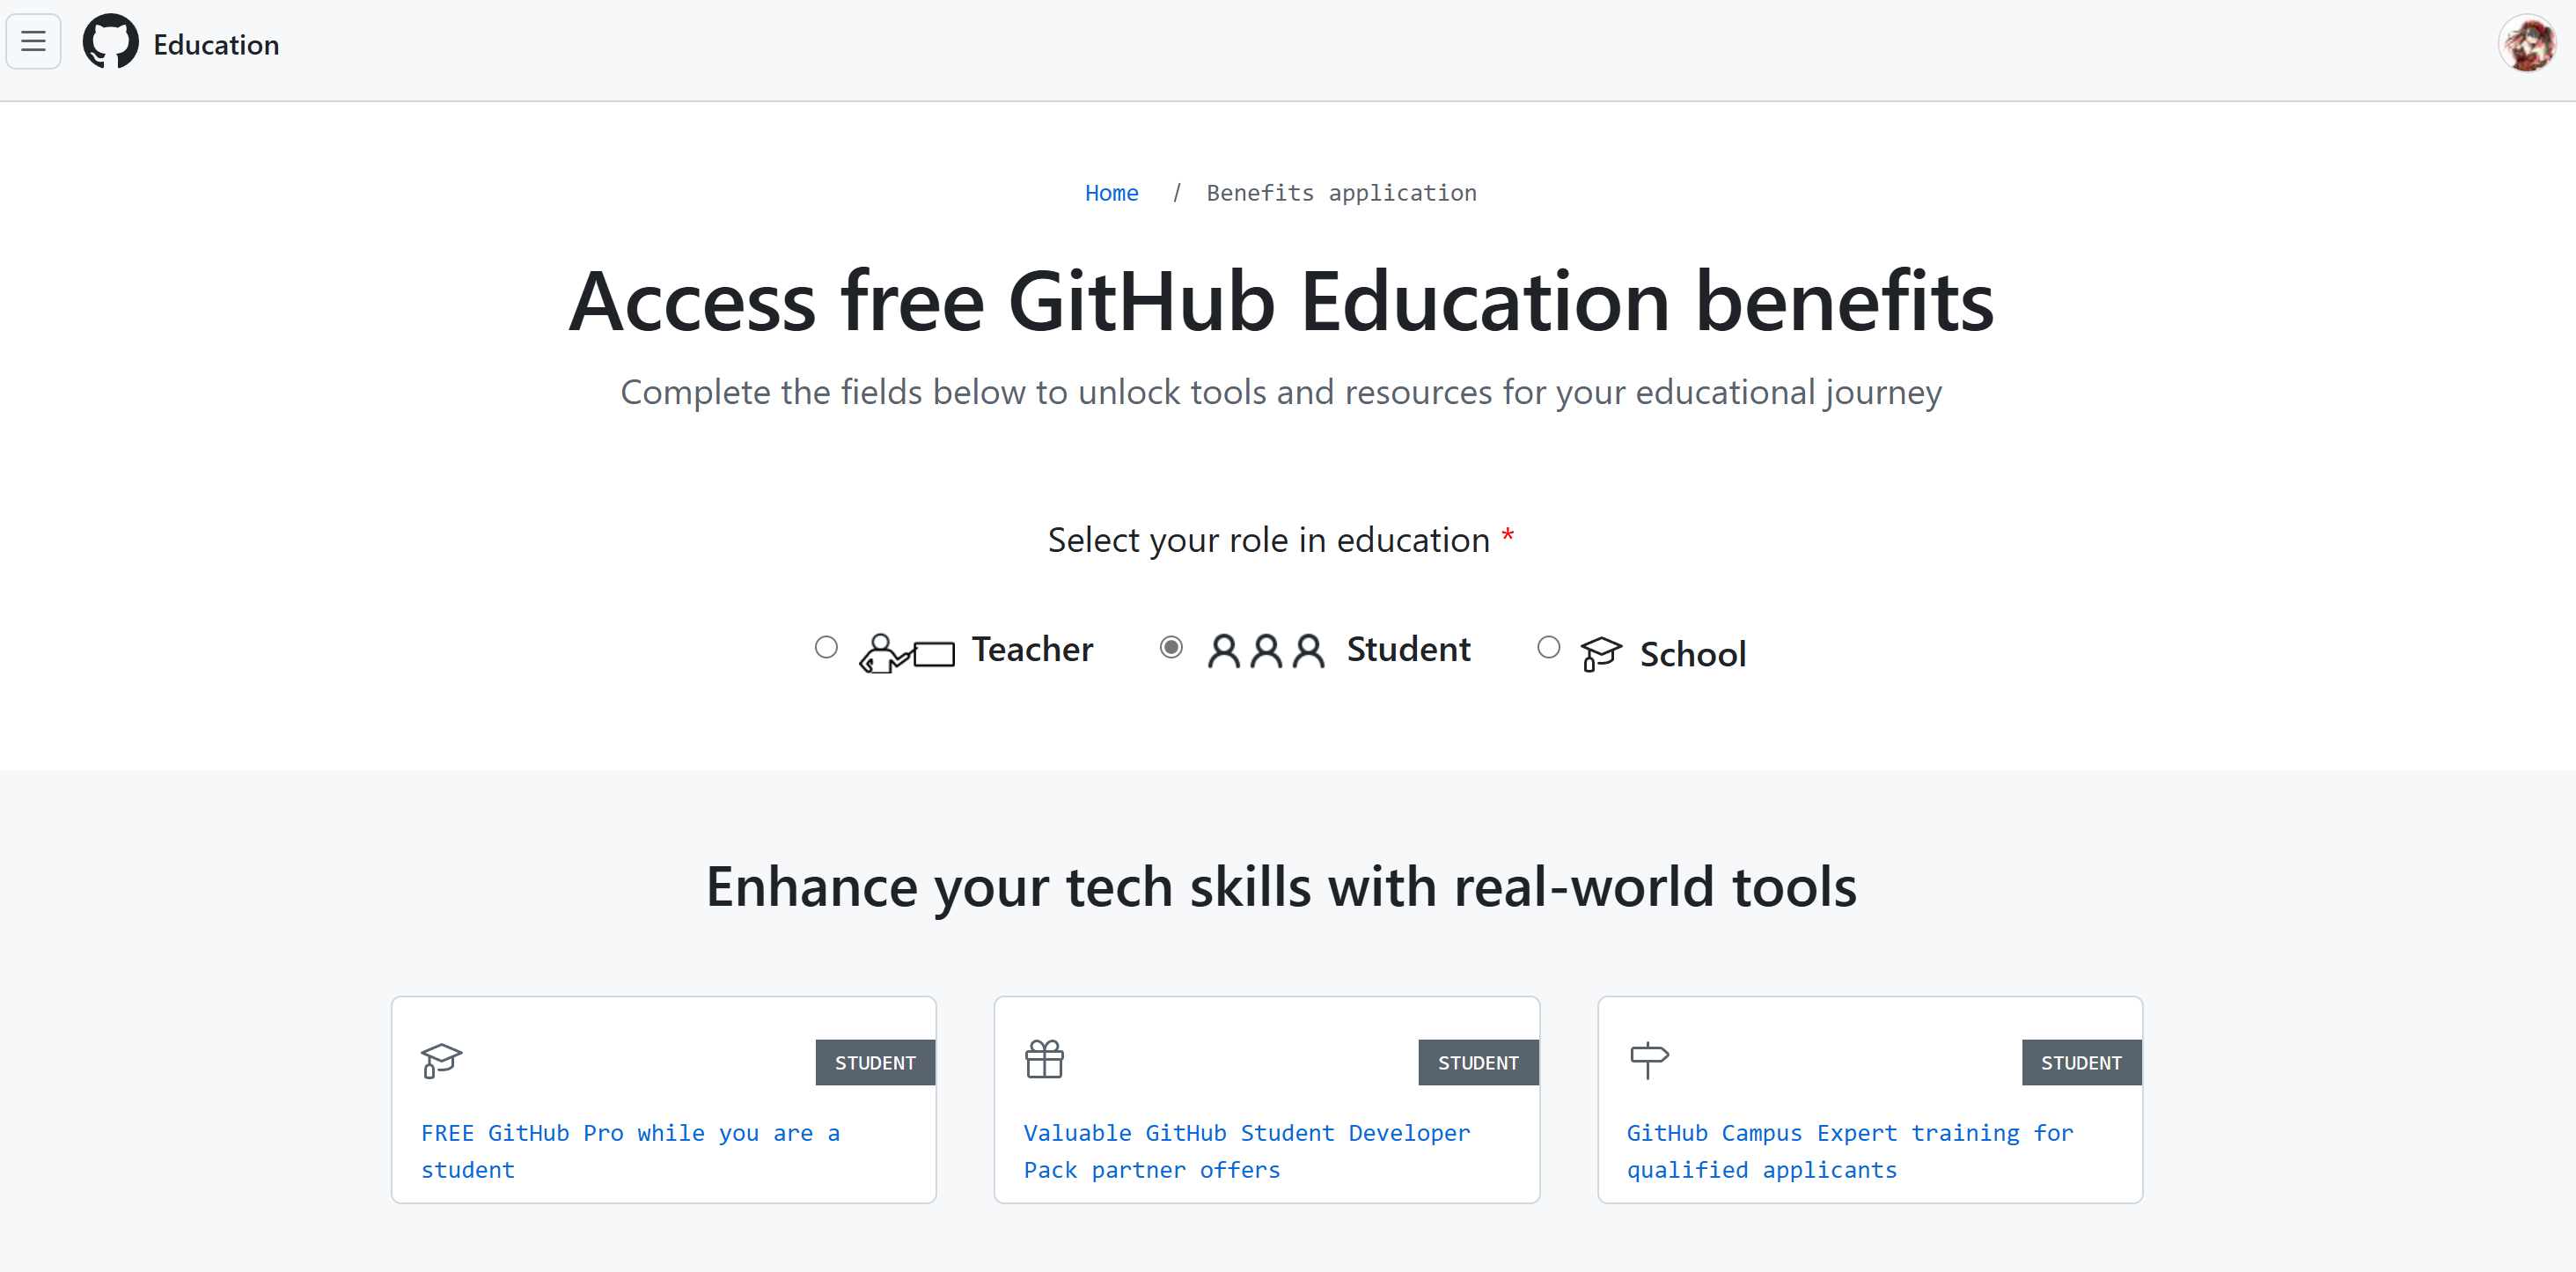 Education
Home / Benefits application
Access free GitHub Education benefits
Complete the fields below to unlock tools and resources for your educational journey
Select your role in education *
Teacher Student School
Enhance your tech skills with real-world tools
STUDENT
FREE GitHub Pro while you are a
student
STUDENT
Valuable GitHub Student Developer
Pack partner offers
STUDENT
GitHub Campus Expert training for
qualified applicants